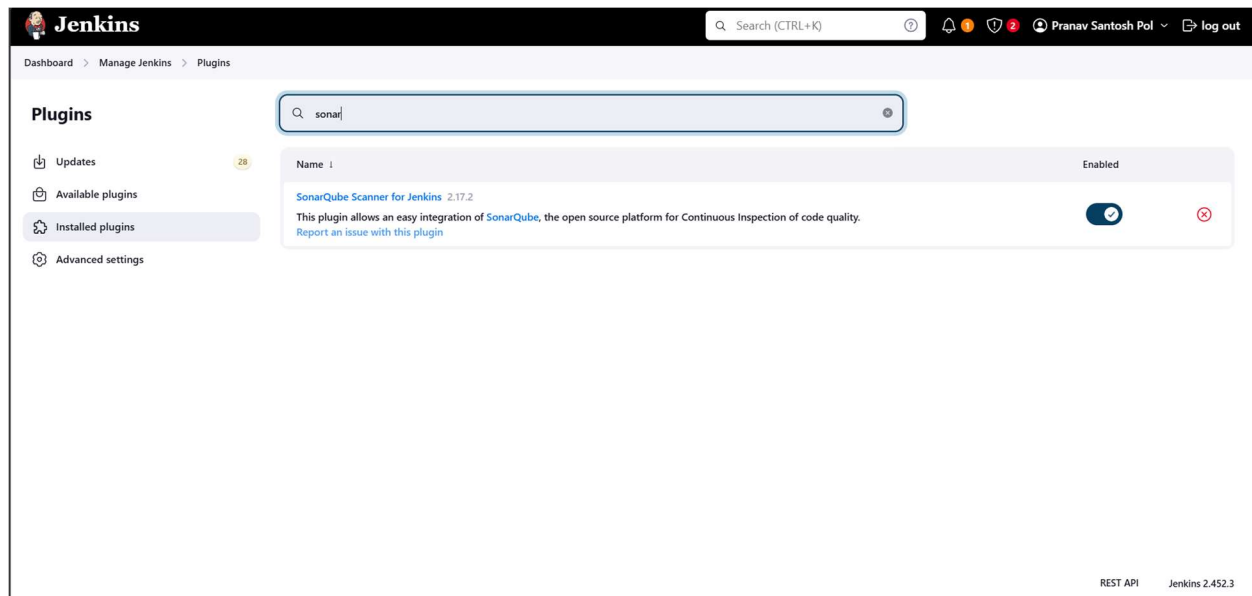 Jenkins
Search (CTRL+K)
1
2
Pranav Santosh Pol
log out
Dashboard > Manage Jenkins > Plugins
Plugins
sonar
Updates 28
Available plugins
Installed plugins
Advanced settings
Name ↓ Enabled
SonarQube Scanner for Jenkins 2.17.2
This plugin allows an easy integration of SonarQube, the open source platform for Continuous Inspection of code quality.
Report an issue with this plugin
REST API Jenkins 2.452.3